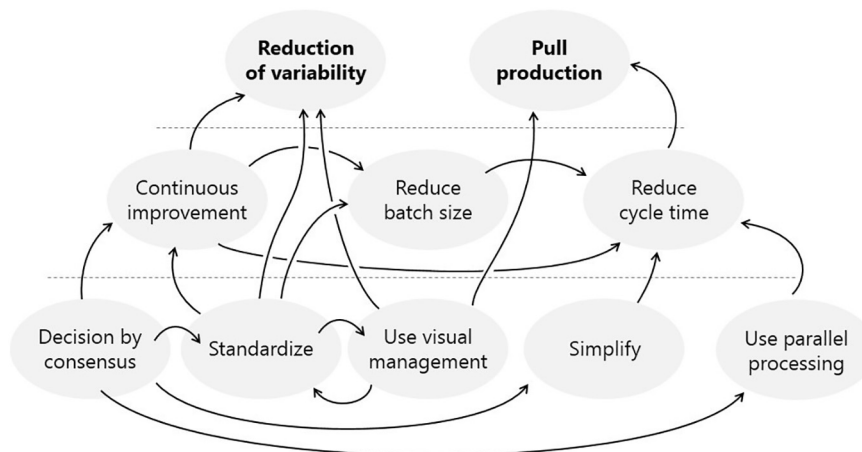 Reduction
of variability
Pull
production
Continuous
improvement
Reduce
batch size
Reduce
cycle time
Decision by
consensus
Standardize
Use visual
management
Simplify
Use parallel
processing